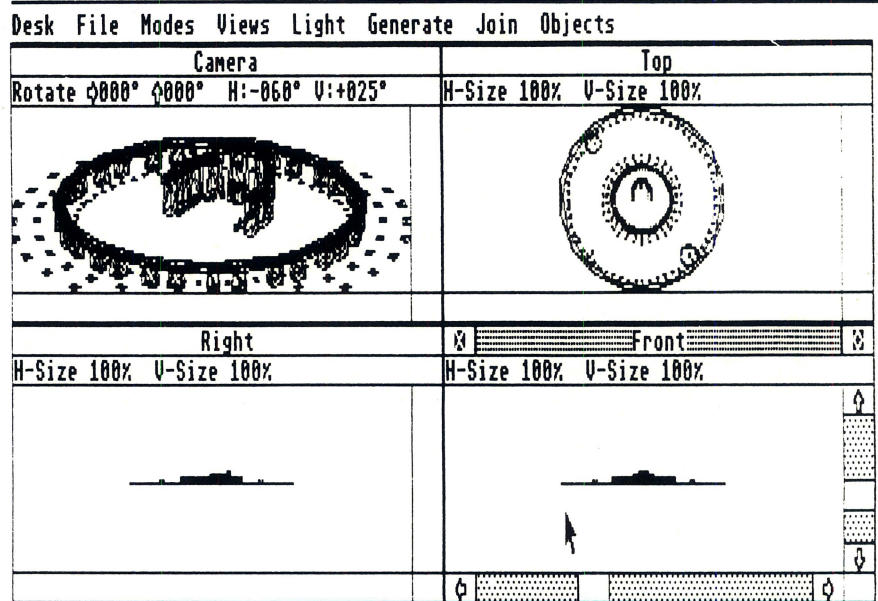 Desk File Modes Views Light Generate Join Objects
Camera
Rotate ⇨000° ⇧000° H:-060° V:+025°
Top
H-Size 100% V-Size 100%
Right
H-Size 100% V-Size 100%
Front
H-Size 100% V-Size 100%